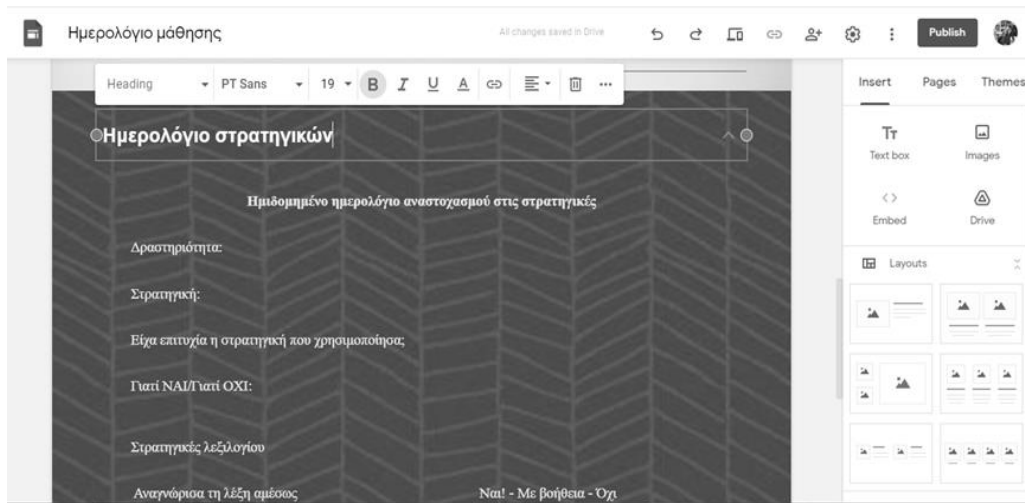 Ημερολόγιο μάθησης
All changes saved in Drive
Publish
Heading PT Sans 19 B I U A
Insert Pages Themes
Ημερολόγιο στρατηγικών
Tт
Text box Images
Embed Drive
Layouts
Ημιδομημένο ημερολόγιο αναστοχασμού στις στρατηγικές
Δραστηριότητα:
Στρατηγική:
Είχα επιτυχία η στρατηγική που χρησιμοποίησα;
Γιατί ΝΑΙ/Γιατί ΟΧΙ:
Στρατηγικές λεξιλογίου
Αναγνώρισα τη λέξη αμέσως Ναι! - Με βοήθεια - Όχι